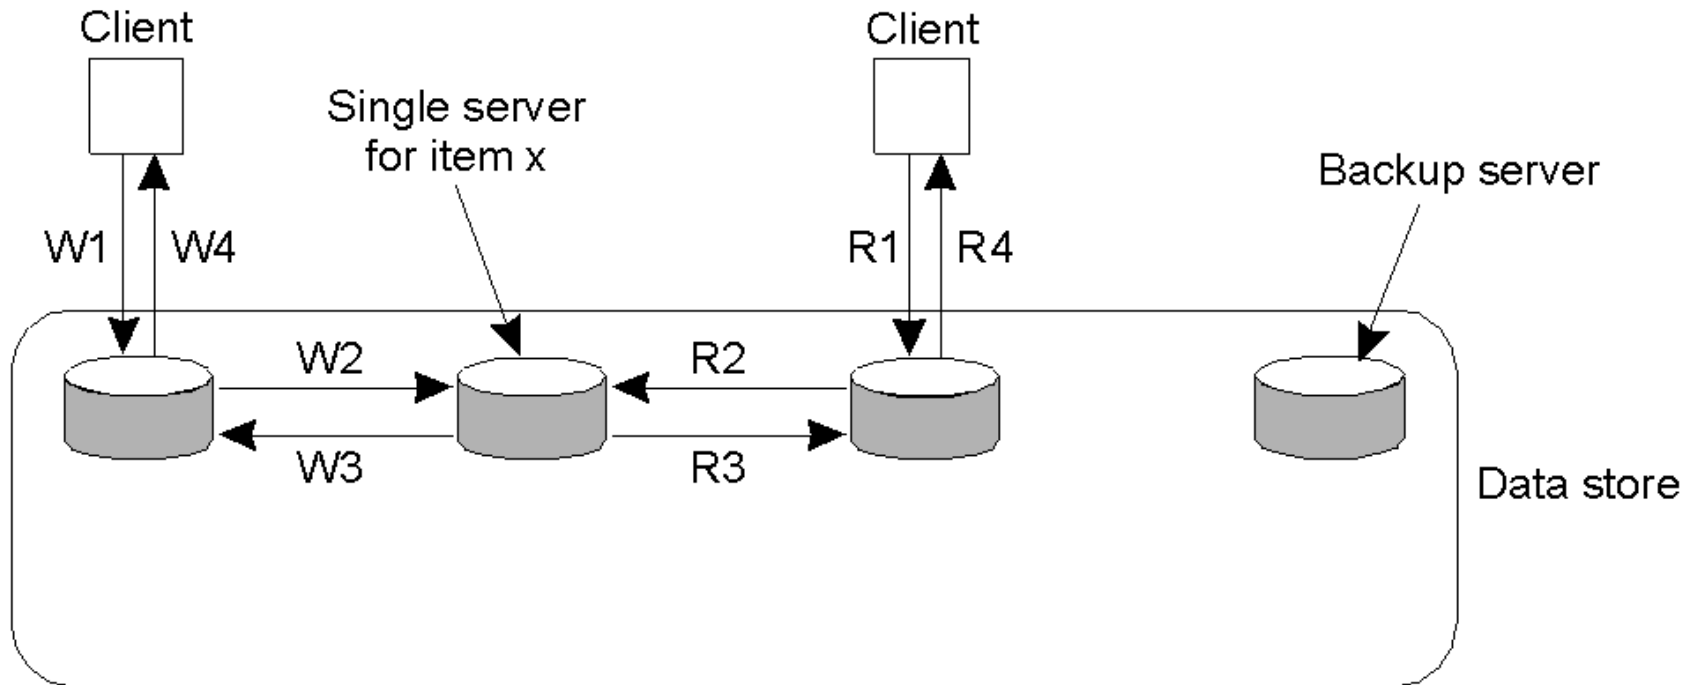 Client
Client
Single server
for item x
Backup server
W1
W4
R1
R4
W2
R2
W3
R3
Data store